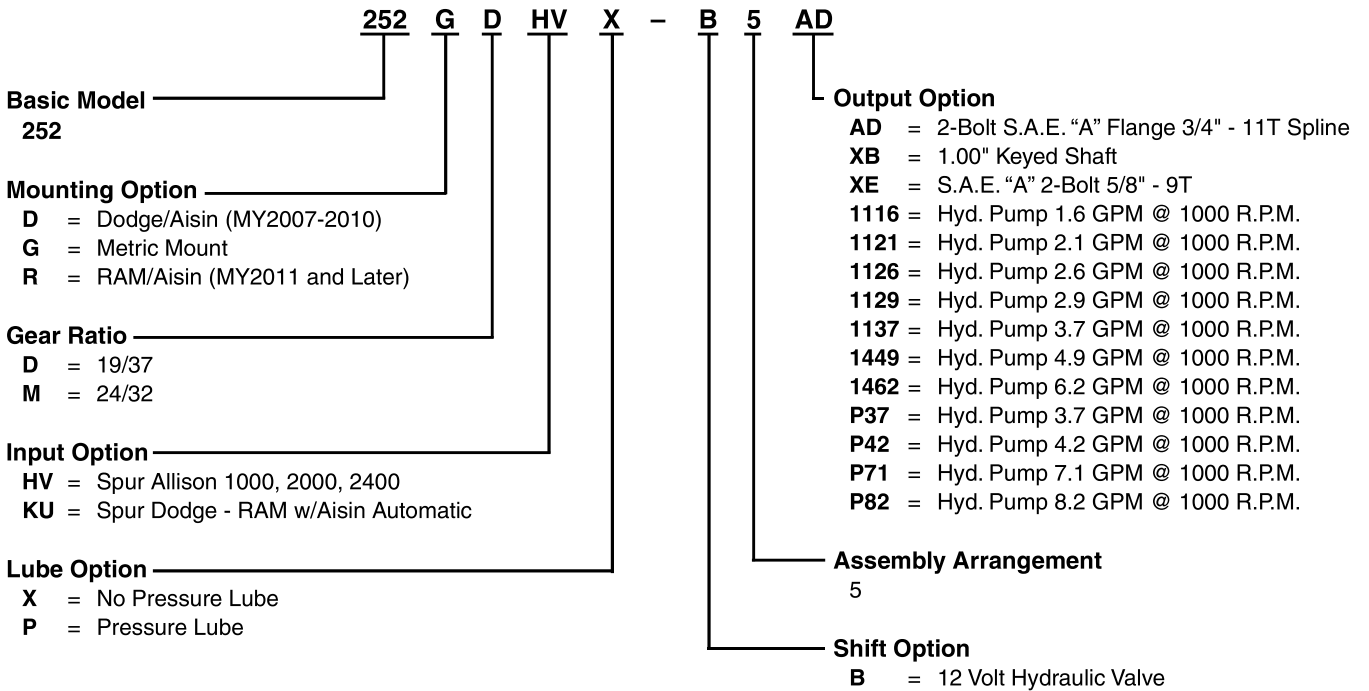 252 G D HV X – B 5 AD
Basic Model
252
Mounting Option
D = Dodge/Aisin (MY2007-2010)
G = Metric Mount
R = RAM/Aisin (MY2011 and Later)
Gear Ratio
D = 19/37
M = 24/32
Input Option
HV = Spur Allison 1000, 2000, 2400
KU = Spur Dodge - RAM w/Aisin Automatic
Lube Option
X = No Pressure Lube
P = Pressure Lube
Output Option
AD = 2-Bolt S.A.E. “A” Flange 3/4" - 11T Spline
XB = 1.00" Keyed Shaft
XE = S.A.E. “A” 2-Bolt 5/8" - 9T
1116 = Hyd. Pump 1.6 GPM @ 1000 R.P.M.
1121 = Hyd. Pump 2.1 GPM @ 1000 R.P.M.
1126 = Hyd. Pump 2.6 GPM @ 1000 R.P.M.
1129 = Hyd. Pump 2.9 GPM @ 1000 R.P.M.
1137 = Hyd. Pump 3.7 GPM @ 1000 R.P.M.
1449 = Hyd. Pump 4.9 GPM @ 1000 R.P.M.
1462 = Hyd. Pump 6.2 GPM @ 1000 R.P.M.
P37 = Hyd. Pump 3.7 GPM @ 1000 R.P.M.
P42 = Hyd. Pump 4.2 GPM @ 1000 R.P.M.
P71 = Hyd. Pump 7.1 GPM @ 1000 R.P.M.
P82 = Hyd. Pump 8.2 GPM @ 1000 R.P.M.
Assembly Arrangement
5
Shift Option
B = 12 Volt Hydraulic Valve